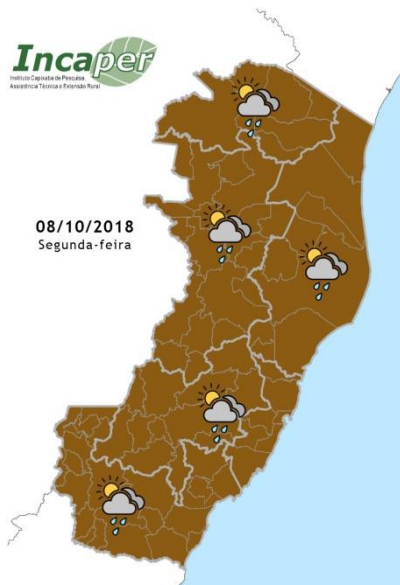 Incaper
Instituto Capixaba de Pesquisa,
Assistência Técnica e Extensão Rural
08/10/2018
Segunda-feira